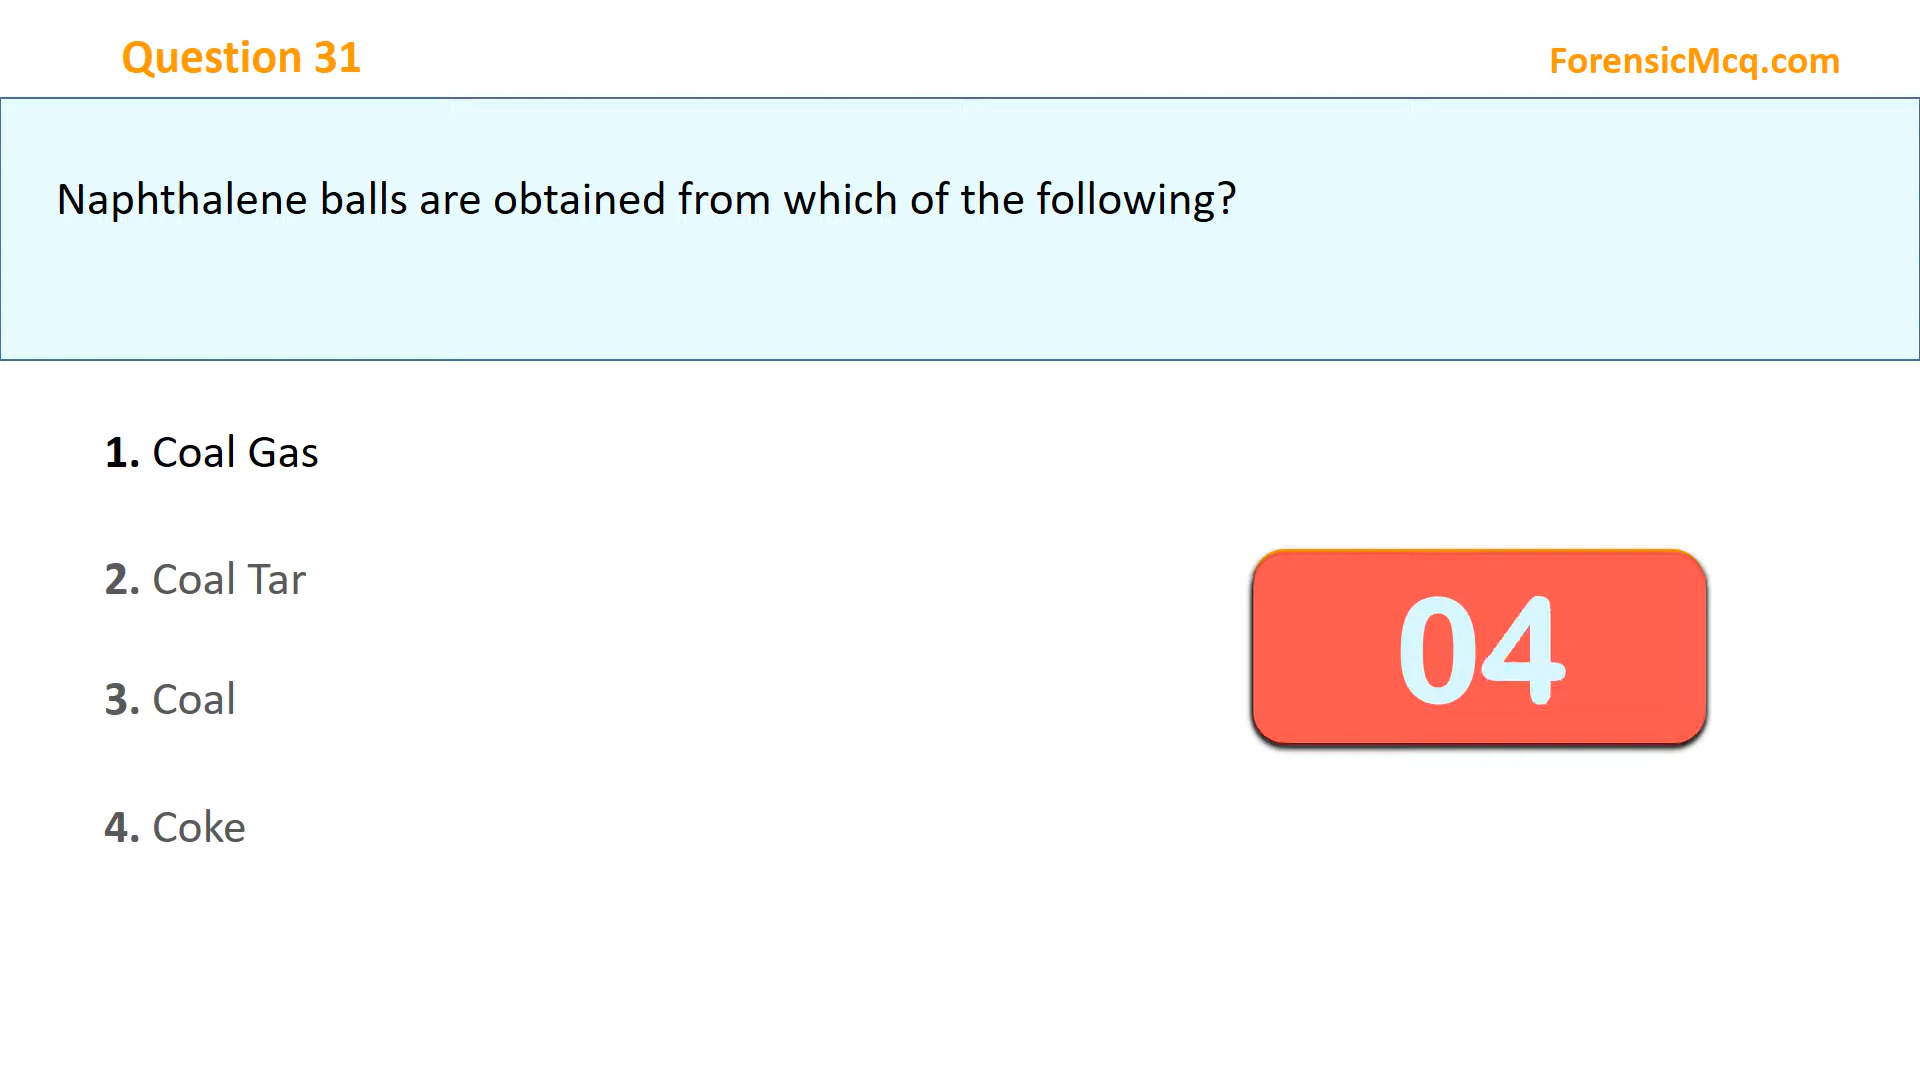 Question 31
ForensicMcq.com
Naphthalene balls are obtained from which of the following?
1. Coal Gas
2. Coal Tar
04
3. Coal
4. Coke